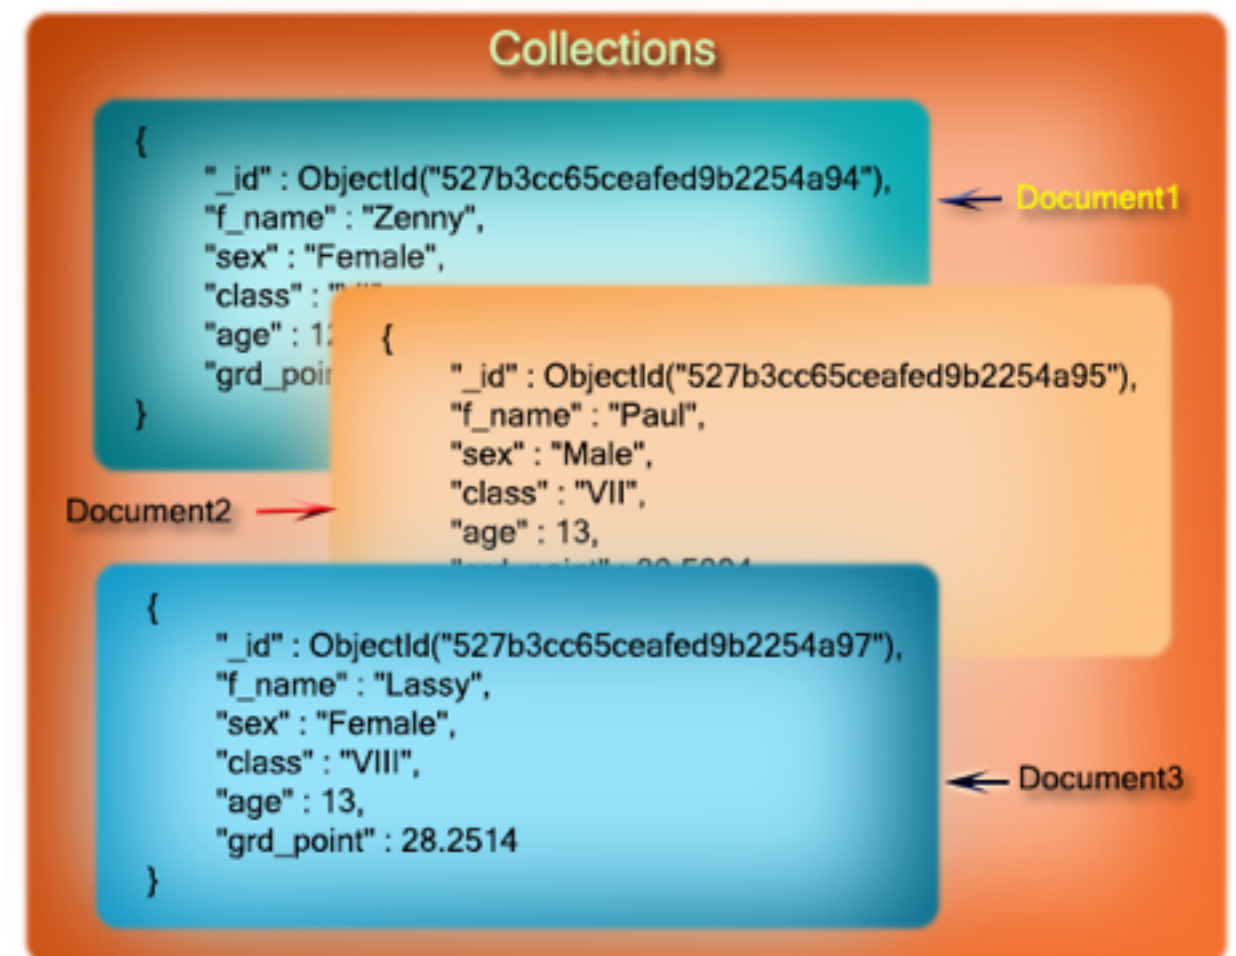 Collections
{
"_id" : ObjectId("527b3cc65ceafed9b2254a94"),
"f_name" : "Zenny",
"sex" : "Female",
"class" :
"age" :
}
Document1
{
"_id" : ObjectId("527b3cc65ceafed9b2254a95"),
"f_name" : "Paul",
"sex" : "Male",
"class" : "VII",
"age" : 13,
Document2
{
"_id" : ObjectId("527b3cc65ceafed9b2254a97"),
"f_name" : "Lassy",
"sex" : "Female",
"class" : "VIII",
"age" : 13,
"grd_point" : 28.2514
}
Document3